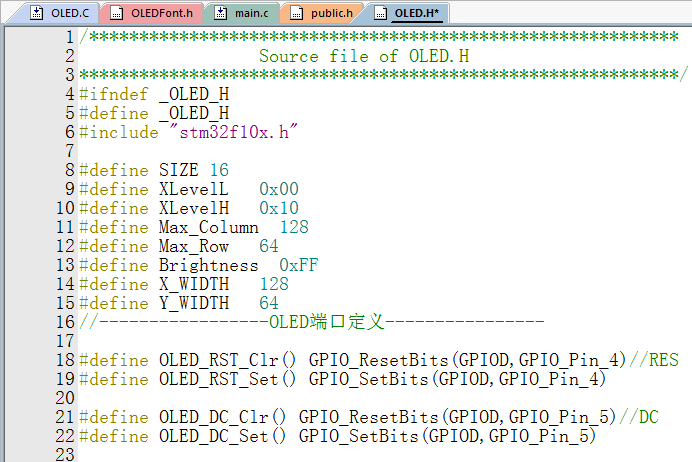 OLED.C OLEDFont.h main.c public.h OLED.H*
1 /***********************************************************
2 Source file of OLED.H
3 ************************************************************/
4 #ifndef _OLED_H
5 #define _OLED_H
6 #include "stm32f10x.h"
7
8 #define SIZE 16
9 #define XLevelL 0x00
10 #define XLevelH 0x10
11 #define Max_Column 128
12 #define Max_Row 64
13 #define Brightness 0xFF
14 #define X_WIDTH 128
15 #define Y_WIDTH 64
16 //-----------------OLED端口定义----------------
17
18 #define OLED_RST_Clr() GPIO_ResetBits(GPIOD,GPIO_Pin_4)//RES
19 #define OLED_RST_Set() GPIO_SetBits(GPIOD,GPIO_Pin_4)
20
21 #define OLED_DC_Clr() GPIO_ResetBits(GPIOD,GPIO_Pin_5)//DC
22 #define OLED_DC_Set() GPIO_SetBits(GPIOD,GPIO_Pin_5)
23